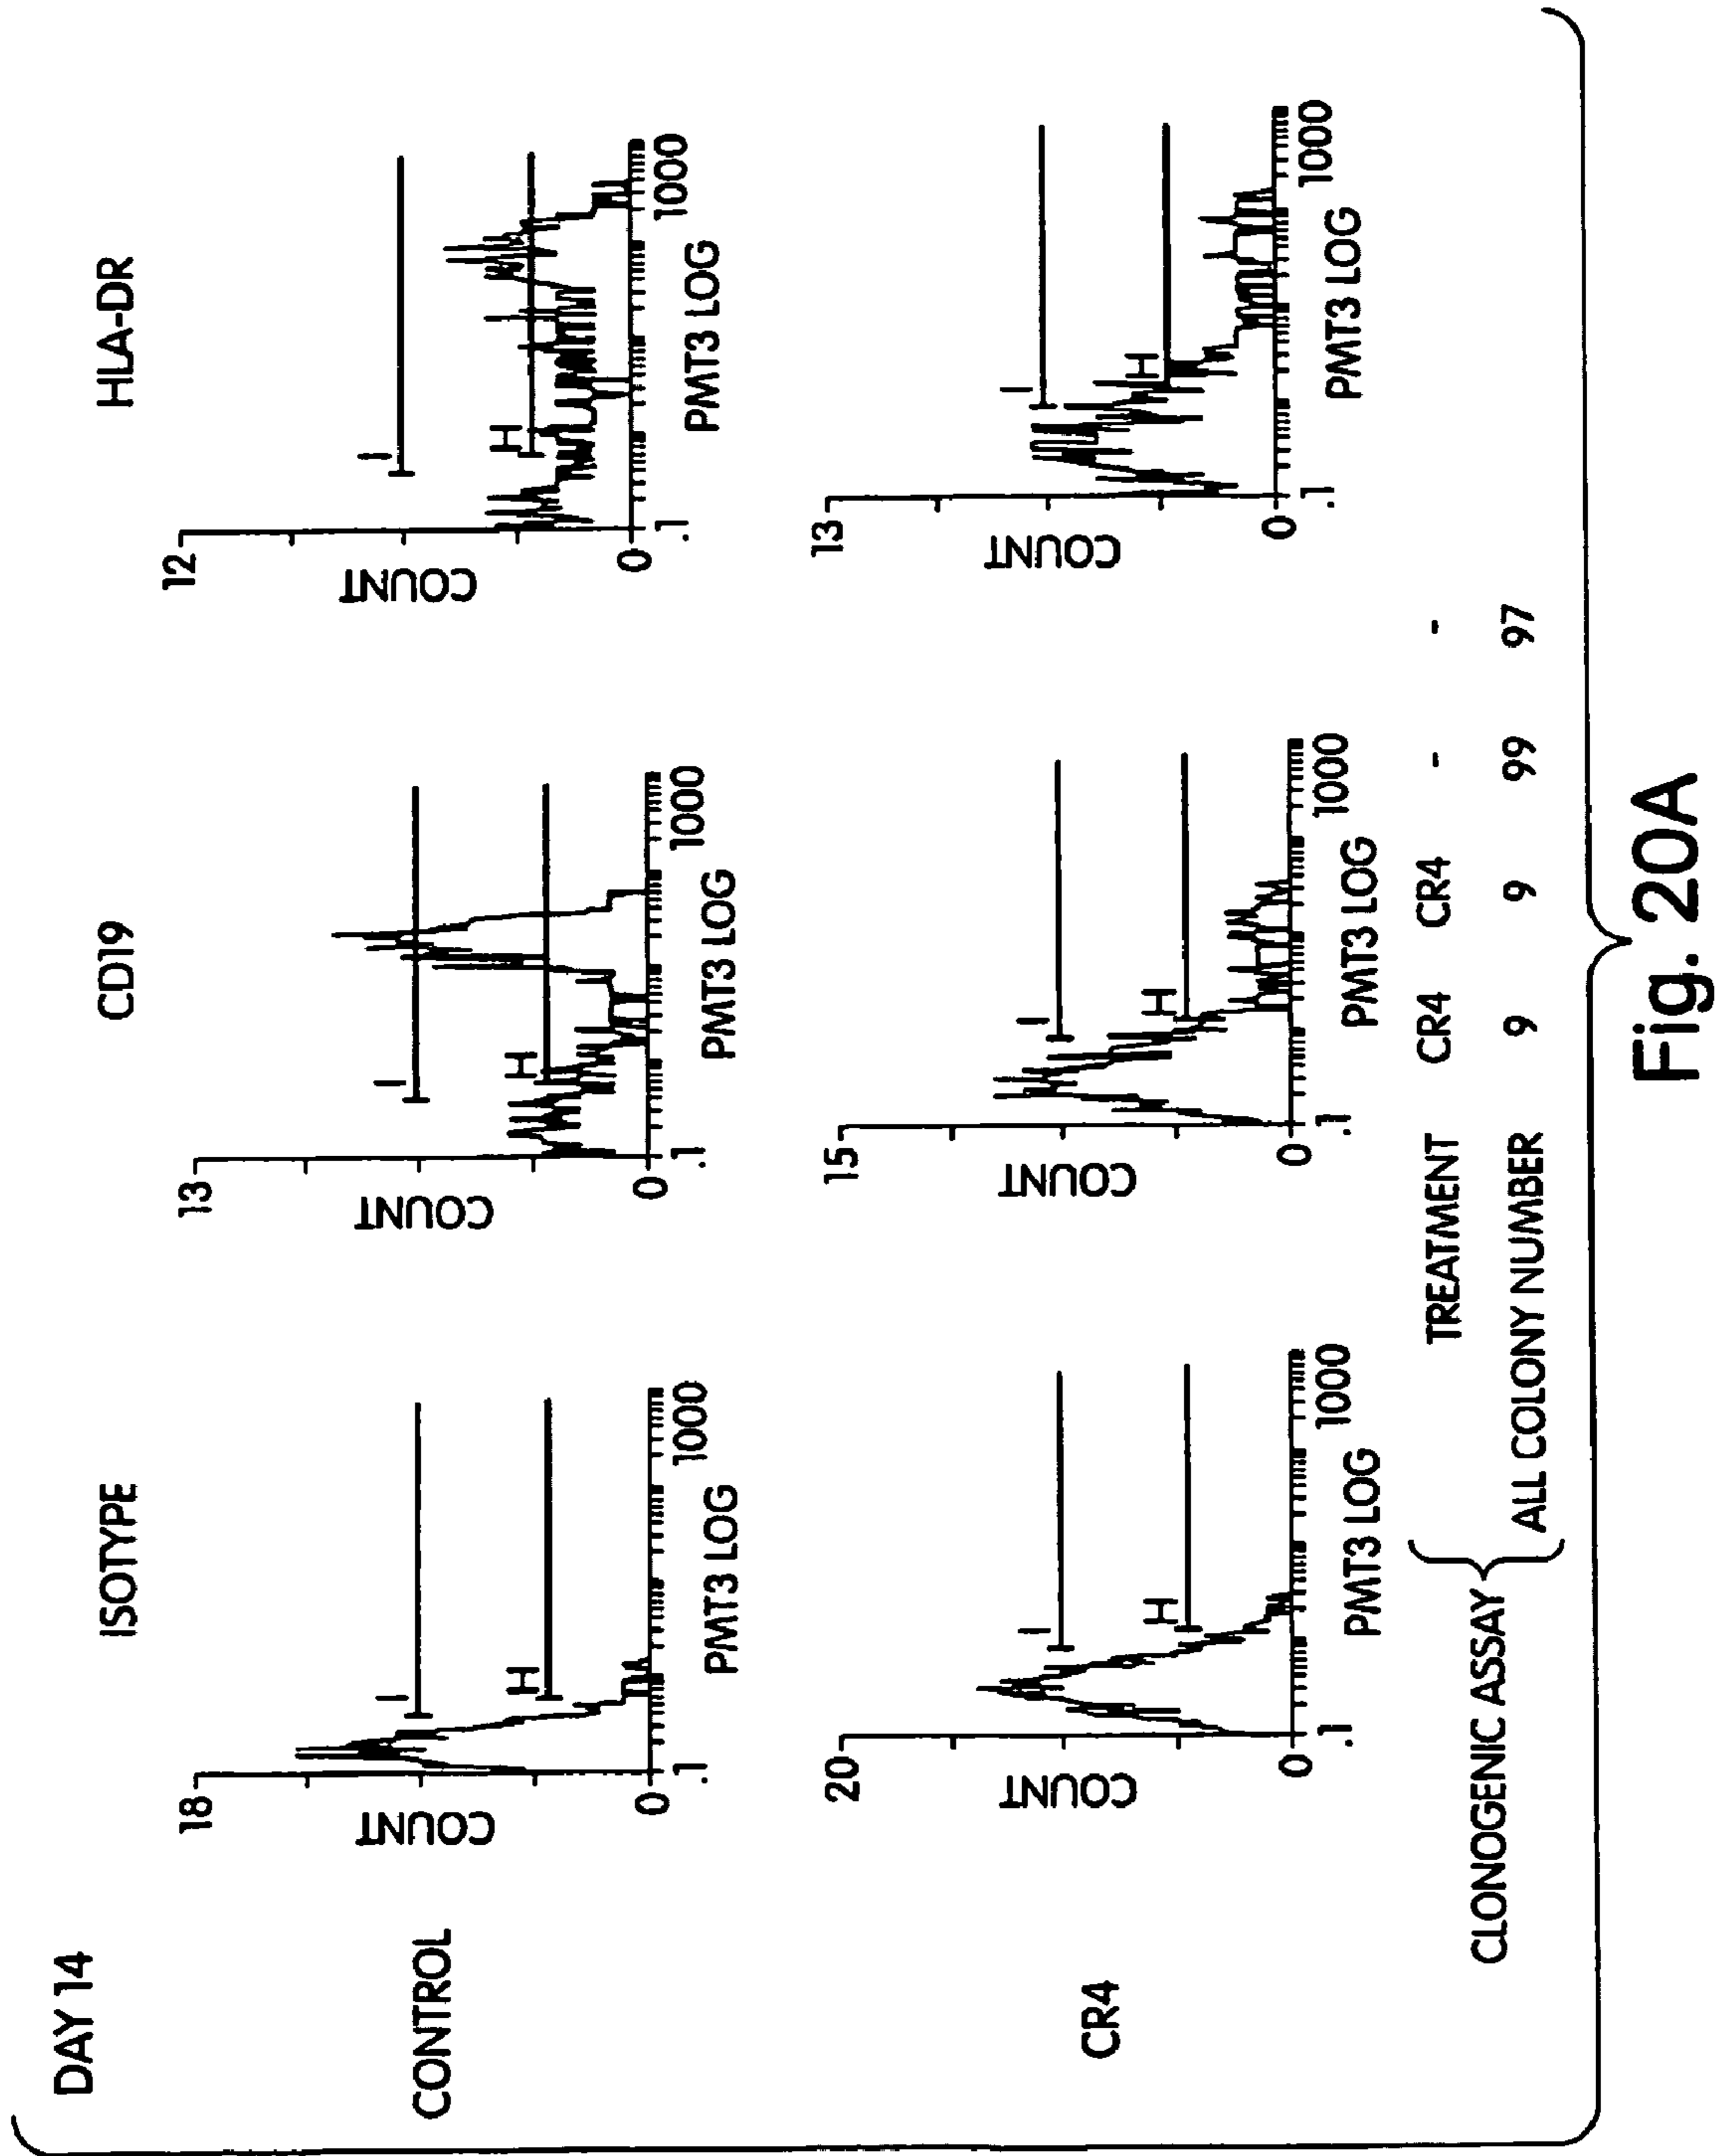 DAY 14
ISOTYPE
CD19
HLA-DR
CONTROL
18
COUNT
0
.1
1000
PMT3 LOG
I
H
13
COUNT
0
.1
1000
PMT3 LOG
I
H
12
COUNT
0
.1
1000
PMT3 LOG
I
H
CR4
20
COUNT
0
.1
1000
PMT3 LOG
I
H
15
COUNT
0
.1
1000
PMT3 LOG
I
H
13
COUNT
0
.1
1000
PMT3 LOG
I
H
CLONOGENIC ASSAY
TREATMENT CR4 CR4 - -
ALL COLONY NUMBER 9 9 99 97
Fig. 20A